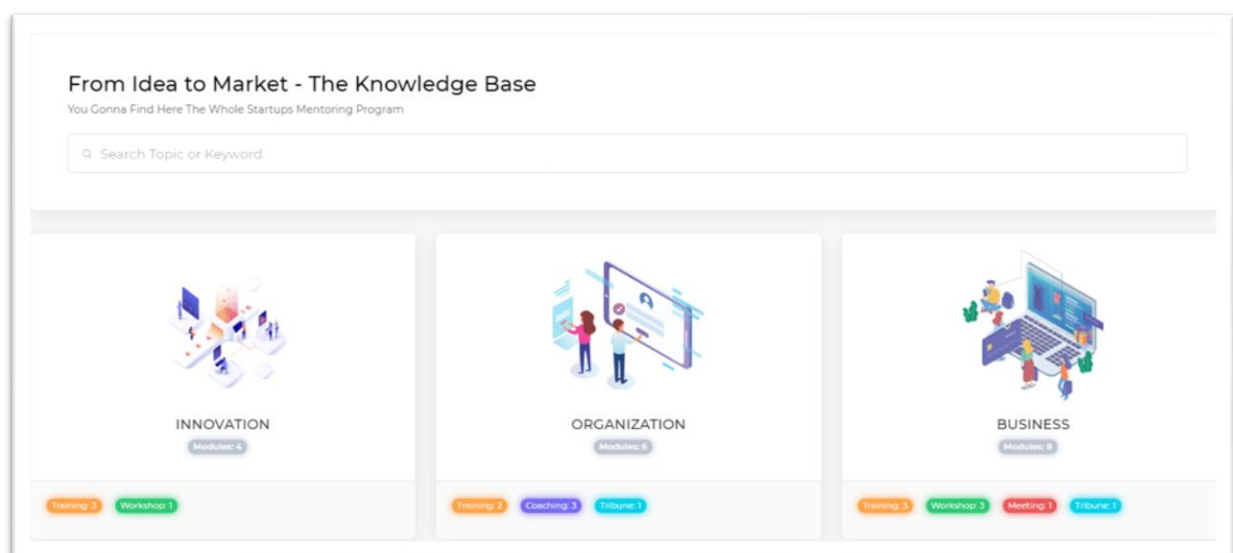 From Idea to Market - The Knowledge Base
You Gonna Find Here The Whole Startups Mentoring Program
Search Topic or Keyword
INNOVATION
Modules: 4
Training: 3 Workshop: 1
ORGANIZATION
Modules: 6
Training: 2 Coaching: 3 Tribune: 1
BUSINESS
Modules: 8
Training: 3 Workshop: 3 Meeting: 1 Tribune: 1